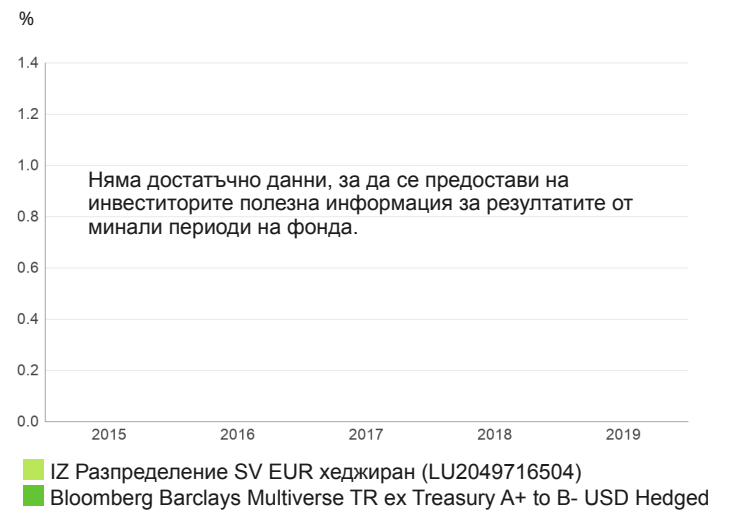 %
1.4
1.2
1.0
Няма достатъчно данни, за да се предостави на
инвеститорите полезна информация за резултатите от
0.8
минали периоди на фонда.
0.6
0.4
0.2
0.0
2015 2016 2017 2018 2019
IZ Разпределение SV EUR хеджиран (LU2049716504)
Bloomberg Barclays Multiverse TR ex Treasury A+ to B- USD Hedged